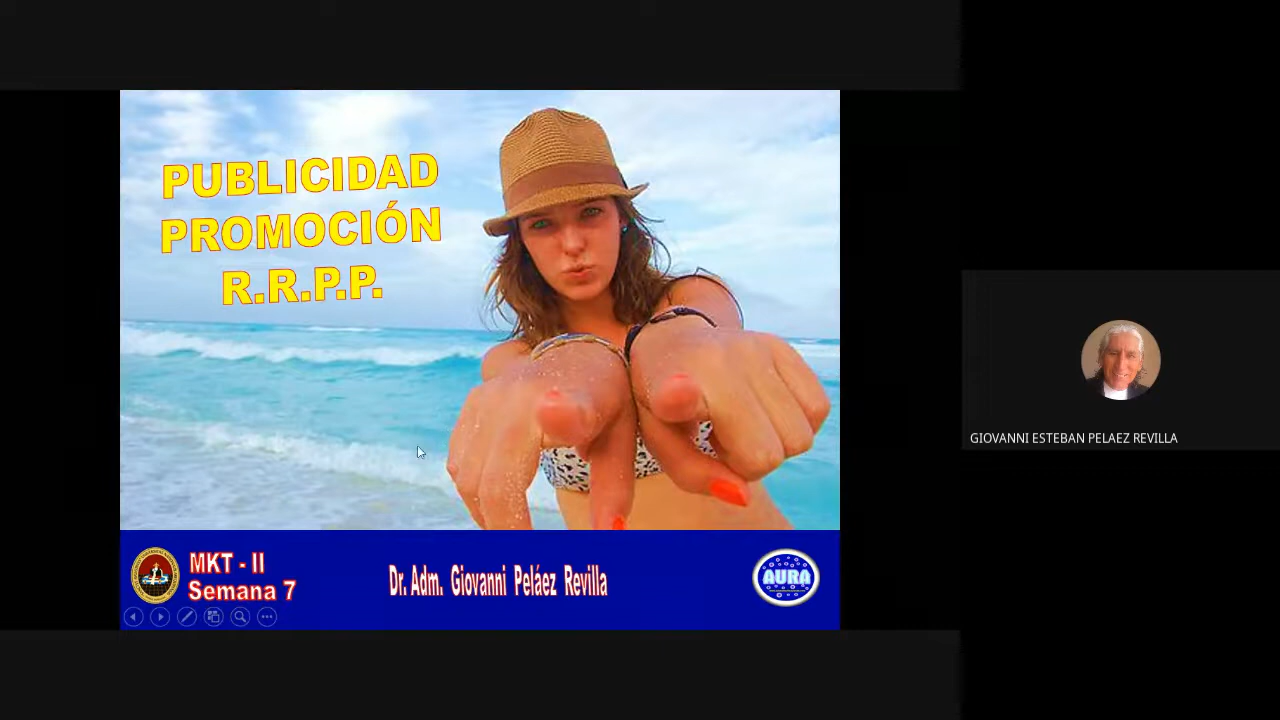 PUBLICIDAD
PROMOCIÓN
R.R.P.P.
MKT - II
Semana 7
Dr. Adm. Giovanni Peláez Revilla
AURA
GIOVANNI ESTEBAN PELAEZ REVILLA